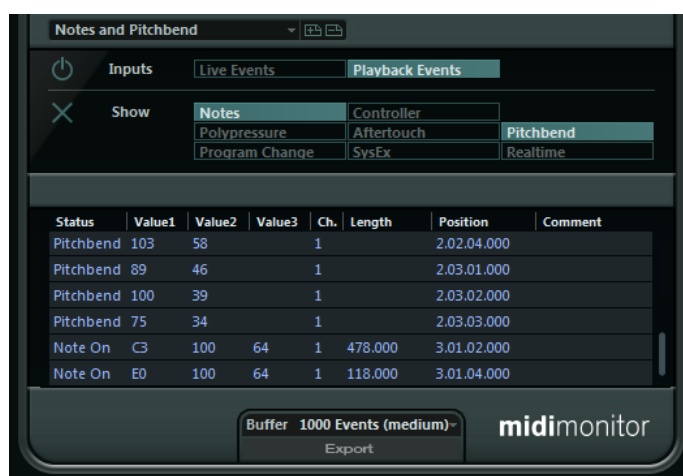 Notes and Pitchbend
Inputs Live Events Playback Events
Show Notes Controller
Polypressure Aftertouch Pitchbend
Program Change SysEx Realtime
Status Value1 Value2 Value3 Ch. Length Position Comment
Pitchbend 103 58 1 2.02.04.000
Pitchbend 89 46 1 2.03.01.000
Pitchbend 100 39 1 2.03.02.000
Pitchbend 75 34 1 2.03.03.000
Note On C3 100 64 1 478.000 3.01.02.000
Note On E0 100 64 1 118.000 3.01.04.000
Buffer 1000 Events (medium)
midimonitor
Export